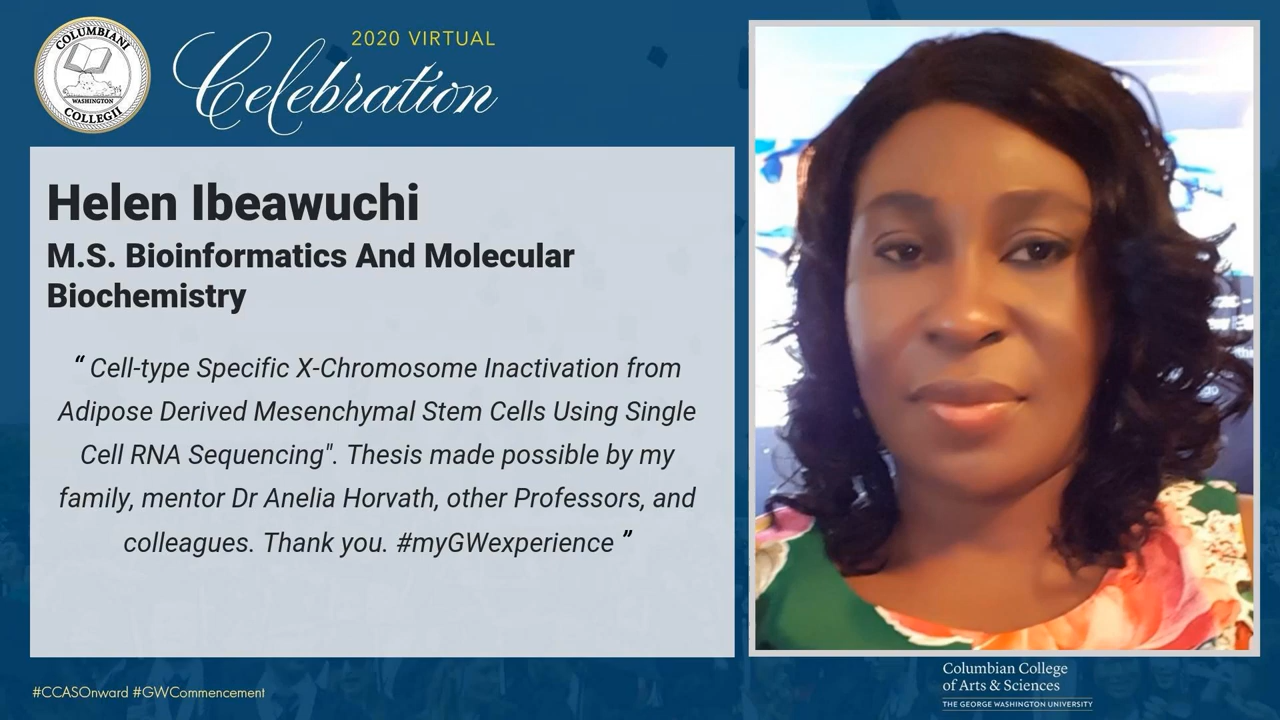 COLUMBIANI
WASHINGTON
COLLEGII
2020 VIRTUAL
Celebration
Helen Ibeawuchi
M.S. Bioinformatics And Molecular
Biochemistry
“ Cell-type Specific X-Chromosome Inactivation from
Adipose Derived Mesenchymal Stem Cells Using Single
Cell RNA Sequencing". Thesis made possible by my
family, mentor Dr Anelia Horvath, other Professors, and
colleagues. Thank you. #myGWexperience ”
#CCASOnward #GWCommencement
Columbian College
of Arts & Sciences
THE GEORGE WASHINGTON UNIVERSITY